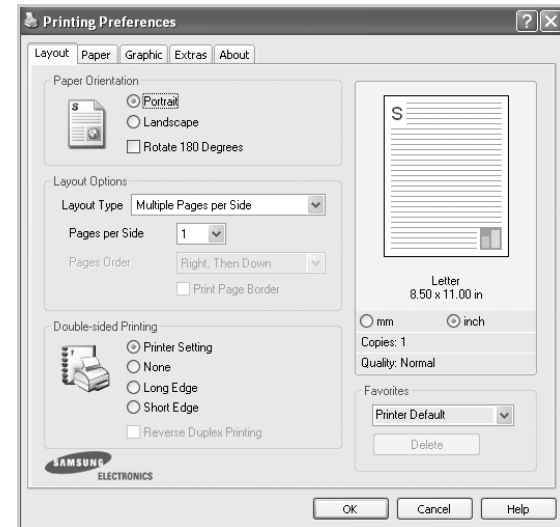 Printing Preferences
Layout Paper Graphic Extras About
Paper Orientation
S
Portrait
Landscape
Rotate 180 Degrees
Layout Options
Layout Type Multiple Pages per Side
Pages per Side 1
Pages Order Right, Then Down
Print Page Border
Double-sided Printing
Printer Setting
None
Long Edge
Short Edge
Reverse Duplex Printing
SAMSUNG
ELECTRONICS
S
Letter
8.50 x 11.00 in
mm inch
Copies: 1
Quality: Normal
Favorites
Printer Default
Delete
OK Cancel Help